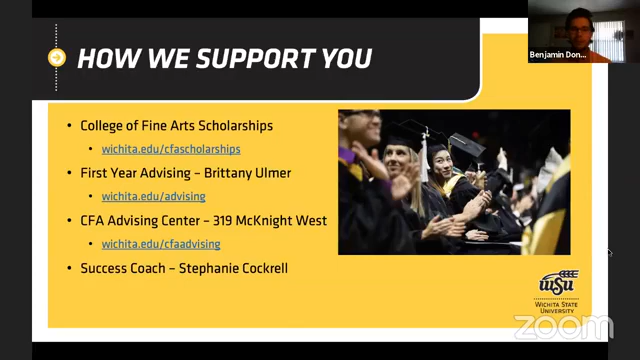 Benjamin Don...
HOW WE SUPPORT YOU
• College of Fine Arts Scholarships
• wichita.edu/cfascholarships
• First Year Advising – Brittany Ulmer
• wichita.edu/advising
• CFA Advising Center – 319 McKnight West
• wichita.edu/cfaadvising
• Success Coach – Stephanie Cockrell
wsu
WICHITA STATE
UNIVERSITY
zoom